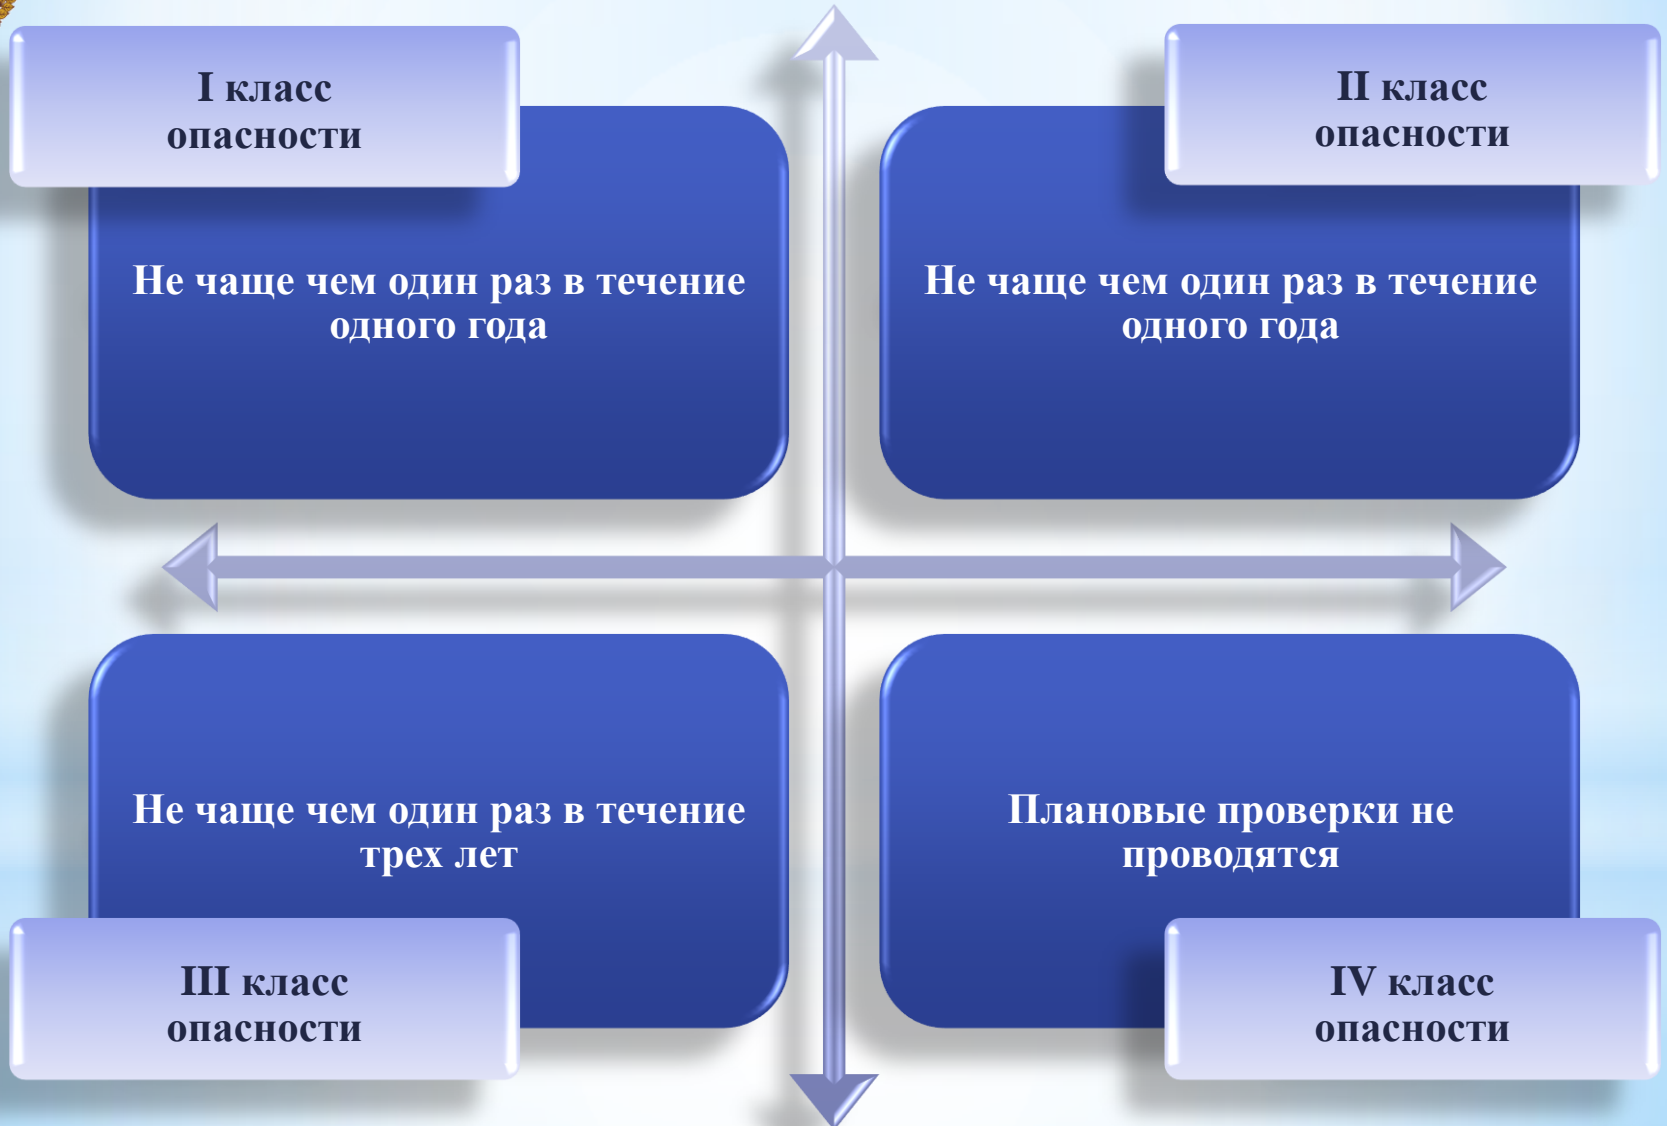 I класс
опасности
Не чаще чем один раз в течение
одного года
II класс
опасности
Не чаще чем один раз в течение
одного года
Не чаще чем один раз в течение
трех лет
III класс
опасности
Плановые проверки не
проводятся
IV класс
опасности